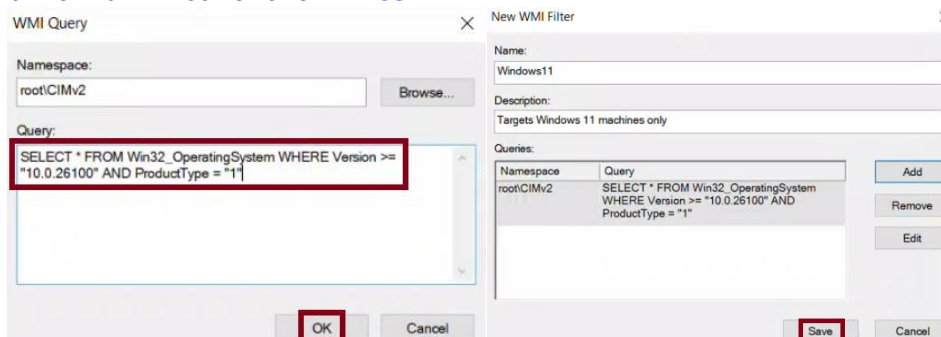 WMI Query
Namespace:
root\CIMv2
Browse...
Query:
SELECT * FROM Win32_OperatingSystem WHERE Version >=
"10.0.26100" AND ProductType = "1"
OK
Cancel
New WMI Filter
Name:
Windows11
Description:
Targets Windows 11 machines only
Queries:
Namespace Query
root\CIMv2 SELECT * FROM Win32_OperatingSystem
WHERE Version >= "10.0.26100" AND
ProductType = "1"
Add
Remove
Edit
Save
Cancel